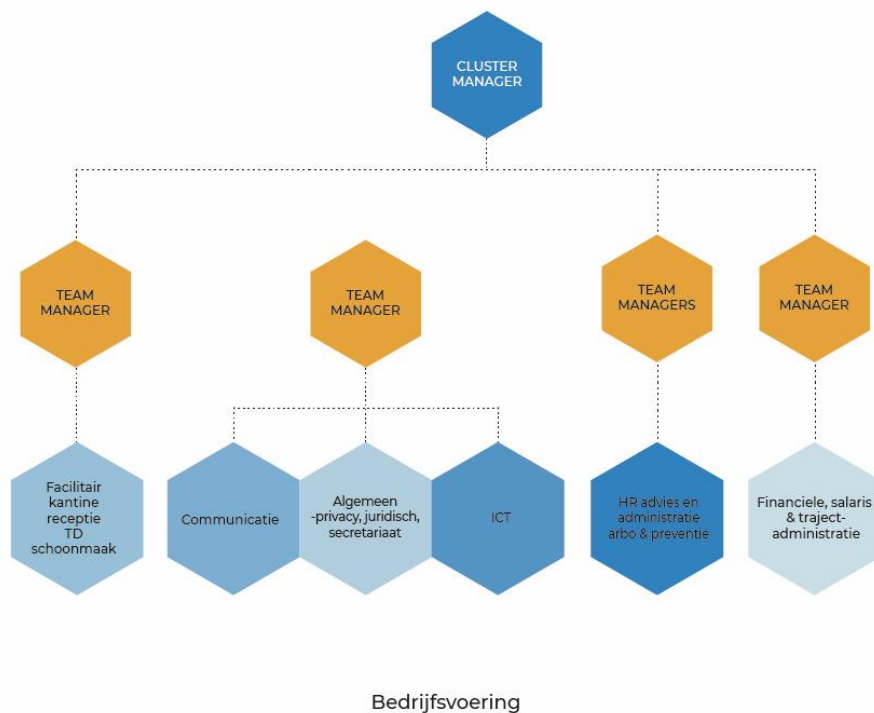 CLUSTER
MANAGER
TEAM
MANAGER
TEAM
MANAGER
TEAM
MANAGERS
TEAM
MANAGER
Facilitair
kantine
receptie
TD
schoonmaak
Communicatie
Algemeen
-privacy, juridisch,
secretariaat
ICT
HR advies en
administratie
arbo & preventie
Financiele, salaris
& traject-
administratie
Bedrijfsvoering